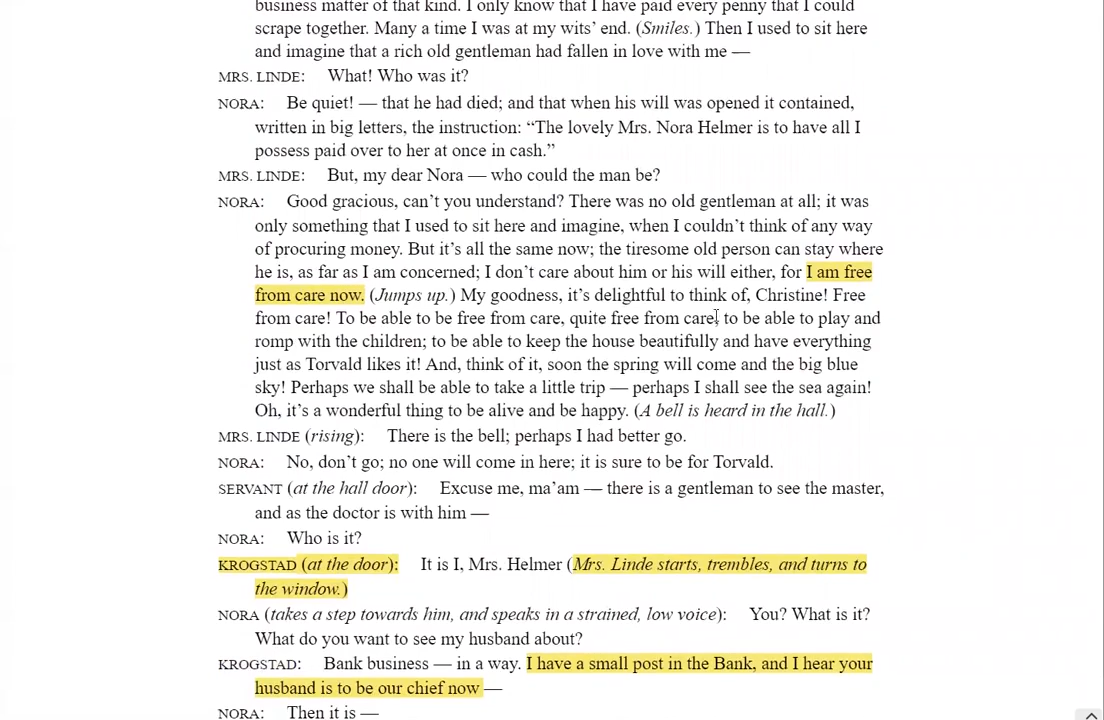 business matter of that kind. I only know that I have paid every penny that I could
scrape together. Many a time I was at my wits’ end. (Smiles.) Then I used to sit here
and imagine that a rich old gentleman had fallen in love with me —
MRS. LINDE: What! Who was it?
NORA: Be quiet! — that he had died; and that when his will was opened it contained,
written in big letters, the instruction: “The lovely Mrs. Nora Helmer is to have all I
possess paid over to her at once in cash.”
MRS. LINDE: But, my dear Nora — who could the man be?
NORA: Good gracious, can’t you understand? There was no old gentleman at all; it was
only something that I used to sit here and imagine, when I couldn’t think of any way
of procuring money. But it’s all the same now; the tiresome old person can stay where
he is, as far as I am concerned; I don’t care about him or his will either, for I am free
from care now. (Jumps up.) My goodness, it’s delightful to think of, Christine! Free
from care! To be able to be free from care, quite free from care; to be able to play and
romp with the children; to be able to keep the house beautifully and have everything
just as Torvald likes it! And, think of it, soon the spring will come and the big blue
sky! Perhaps we shall be able to take a little trip — perhaps I shall see the sea again!
Oh, it’s a wonderful thing to be alive and be happy. (A bell is heard in the hall.)
MRS. LINDE (rising): There is the bell; perhaps I had better go.
NORA: No, don’t go; no one will come in here; it is sure to be for Torvald.
SERVANT (at the hall door): Excuse me, ma’am — there is a gentleman to see the master,
and as the doctor is with him —
NORA: Who is it?
KROGSTAD (at the door): It is I, Mrs. Helmer (Mrs. Linde starts, trembles, and turns to
the window.)
NORA (takes a step towards him, and speaks in a strained, low voice): You? What is it?
What do you want to see my husband about?
KROGSTAD: Bank business — in a way. I have a small post in the Bank, and I hear your
husband is to be our chief now —
NORA: Then it is —